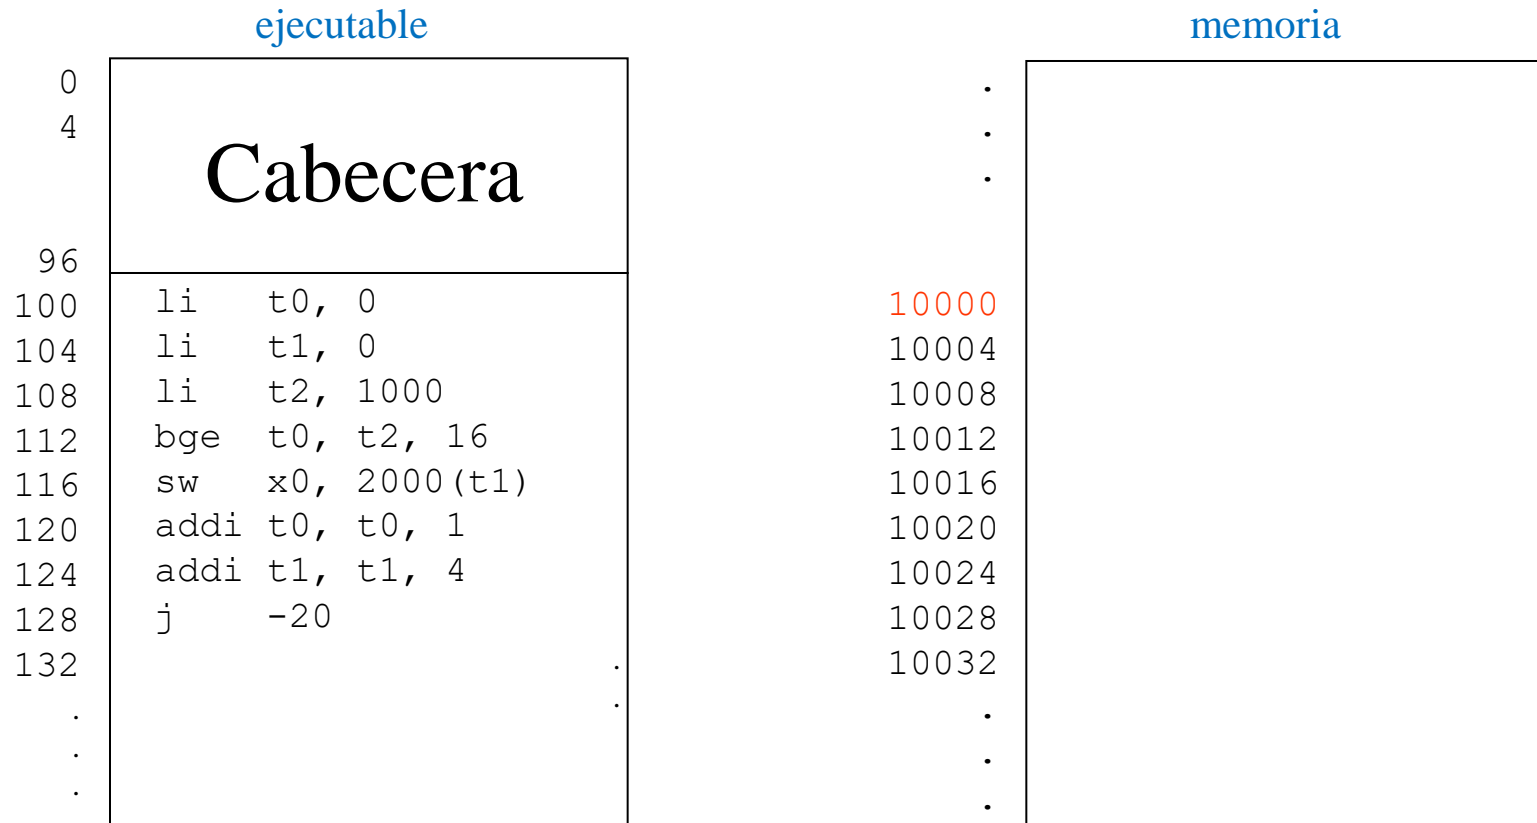 ejecutable
0
4
Cabecera
96
100 li t0, 0
104 li t1, 0
108 li t2, 1000
112 bge t0, t2, 16
116 sw x0, 2000(t1)
120 addi t0, t0, 1
124 addi t1, t1, 4
128 j -20
132 .
. .
.
.
memoria
.
.
.
10000
10004
10008
10012
10016
10020
10024
10028
10032
.
.
.